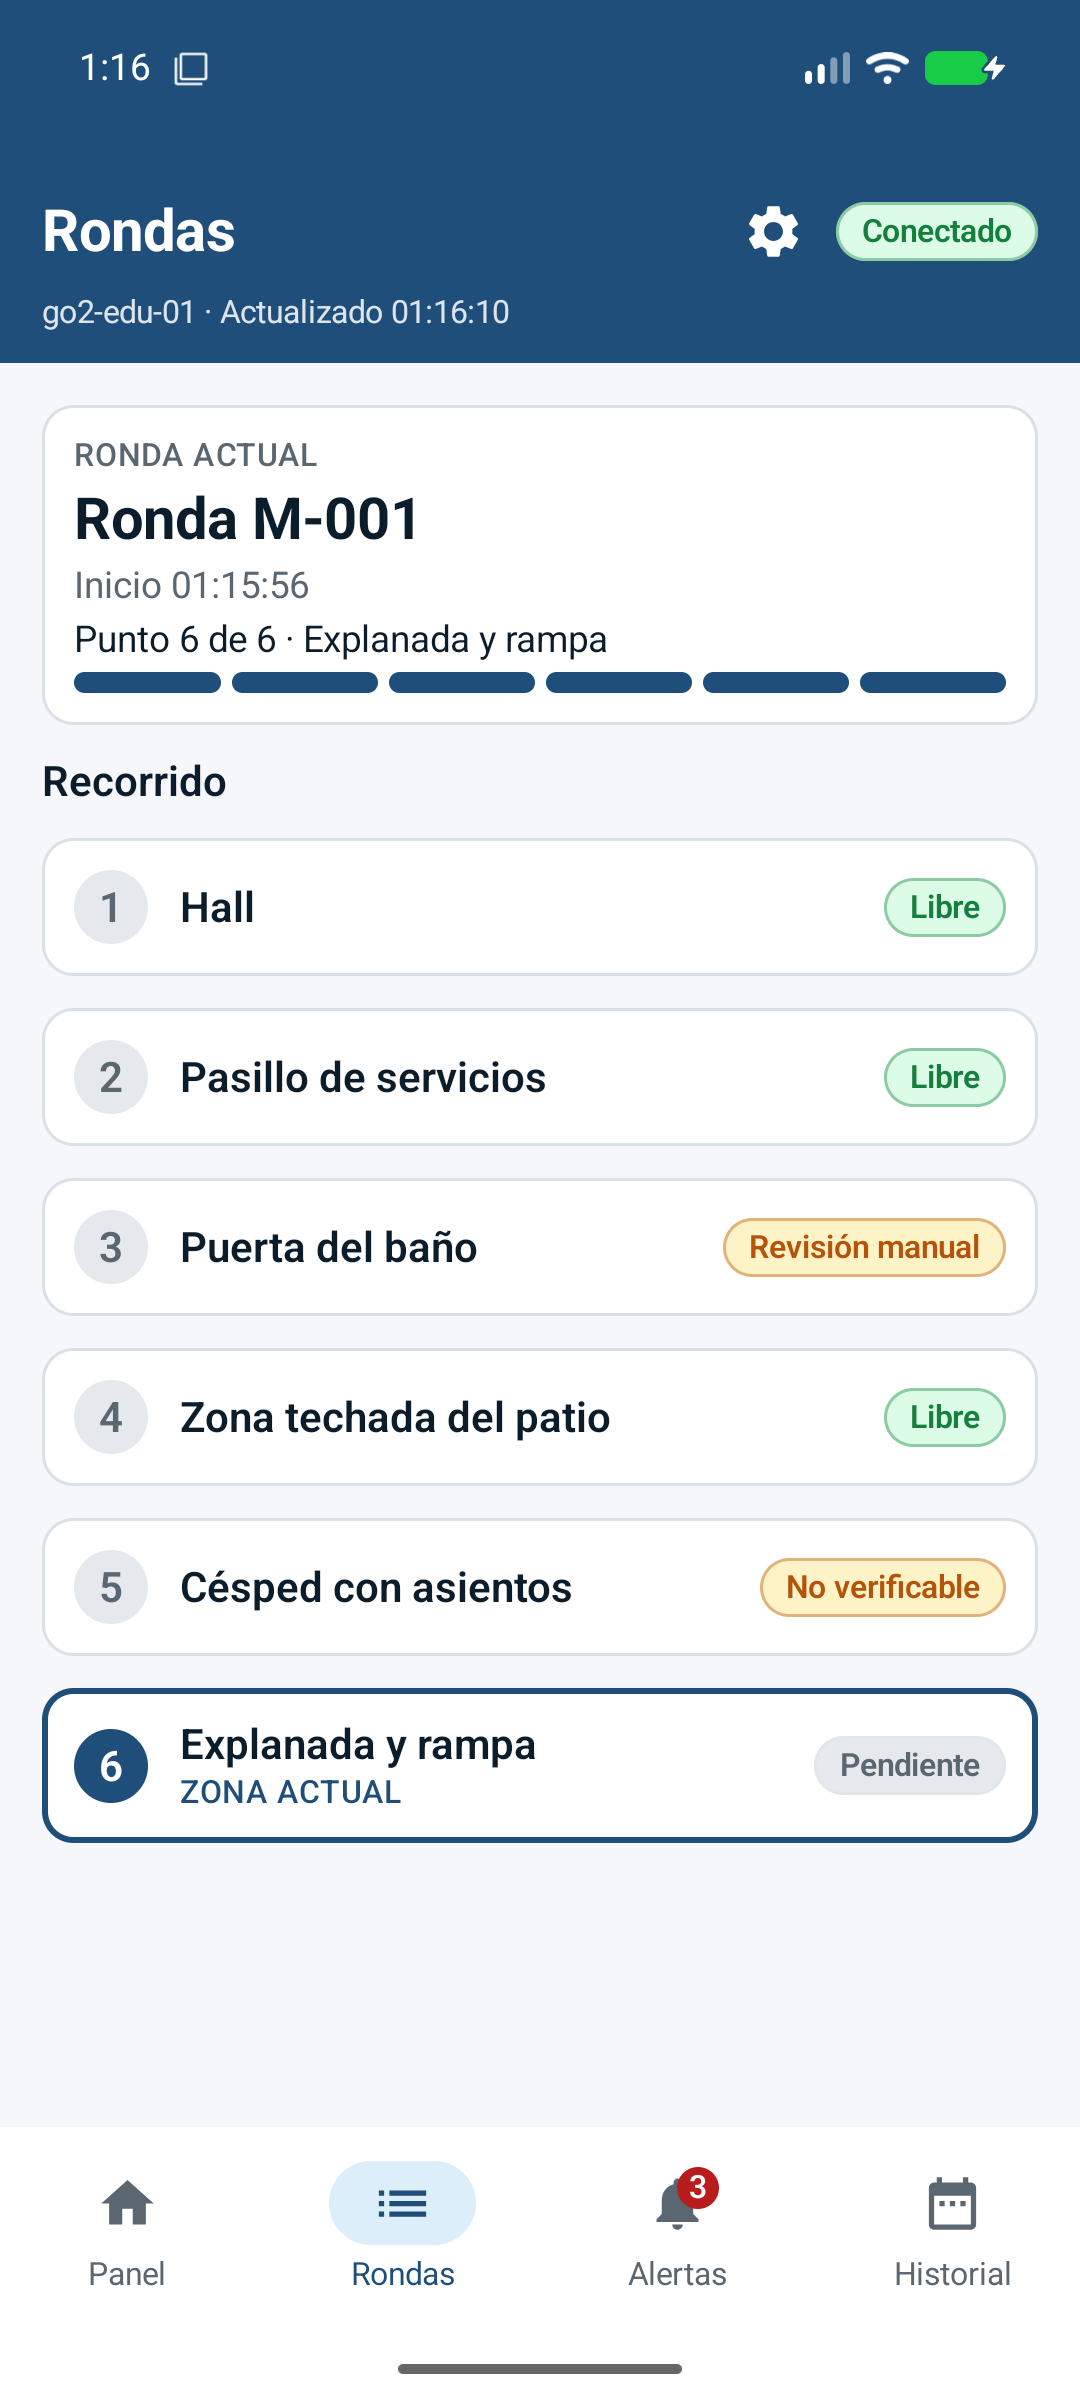 1:16
Rondas
Conectado
go2-edu-01 · Actualizado 01:16:10
RONDA ACTUAL
Ronda M-001
Inicio 01:15:56
Punto 6 de 6 · Explanada y rampa
Recorrido
1 Hall Libre
2 Pasillo de servicios Libre
3 Puerta del baño Revisión manual
4 Zona techada del patio Libre
5 Césped con asientos No verificable
6 Explanada y rampa Pendiente
ZONA ACTUAL
3
Panel Rondas Alertas Historial